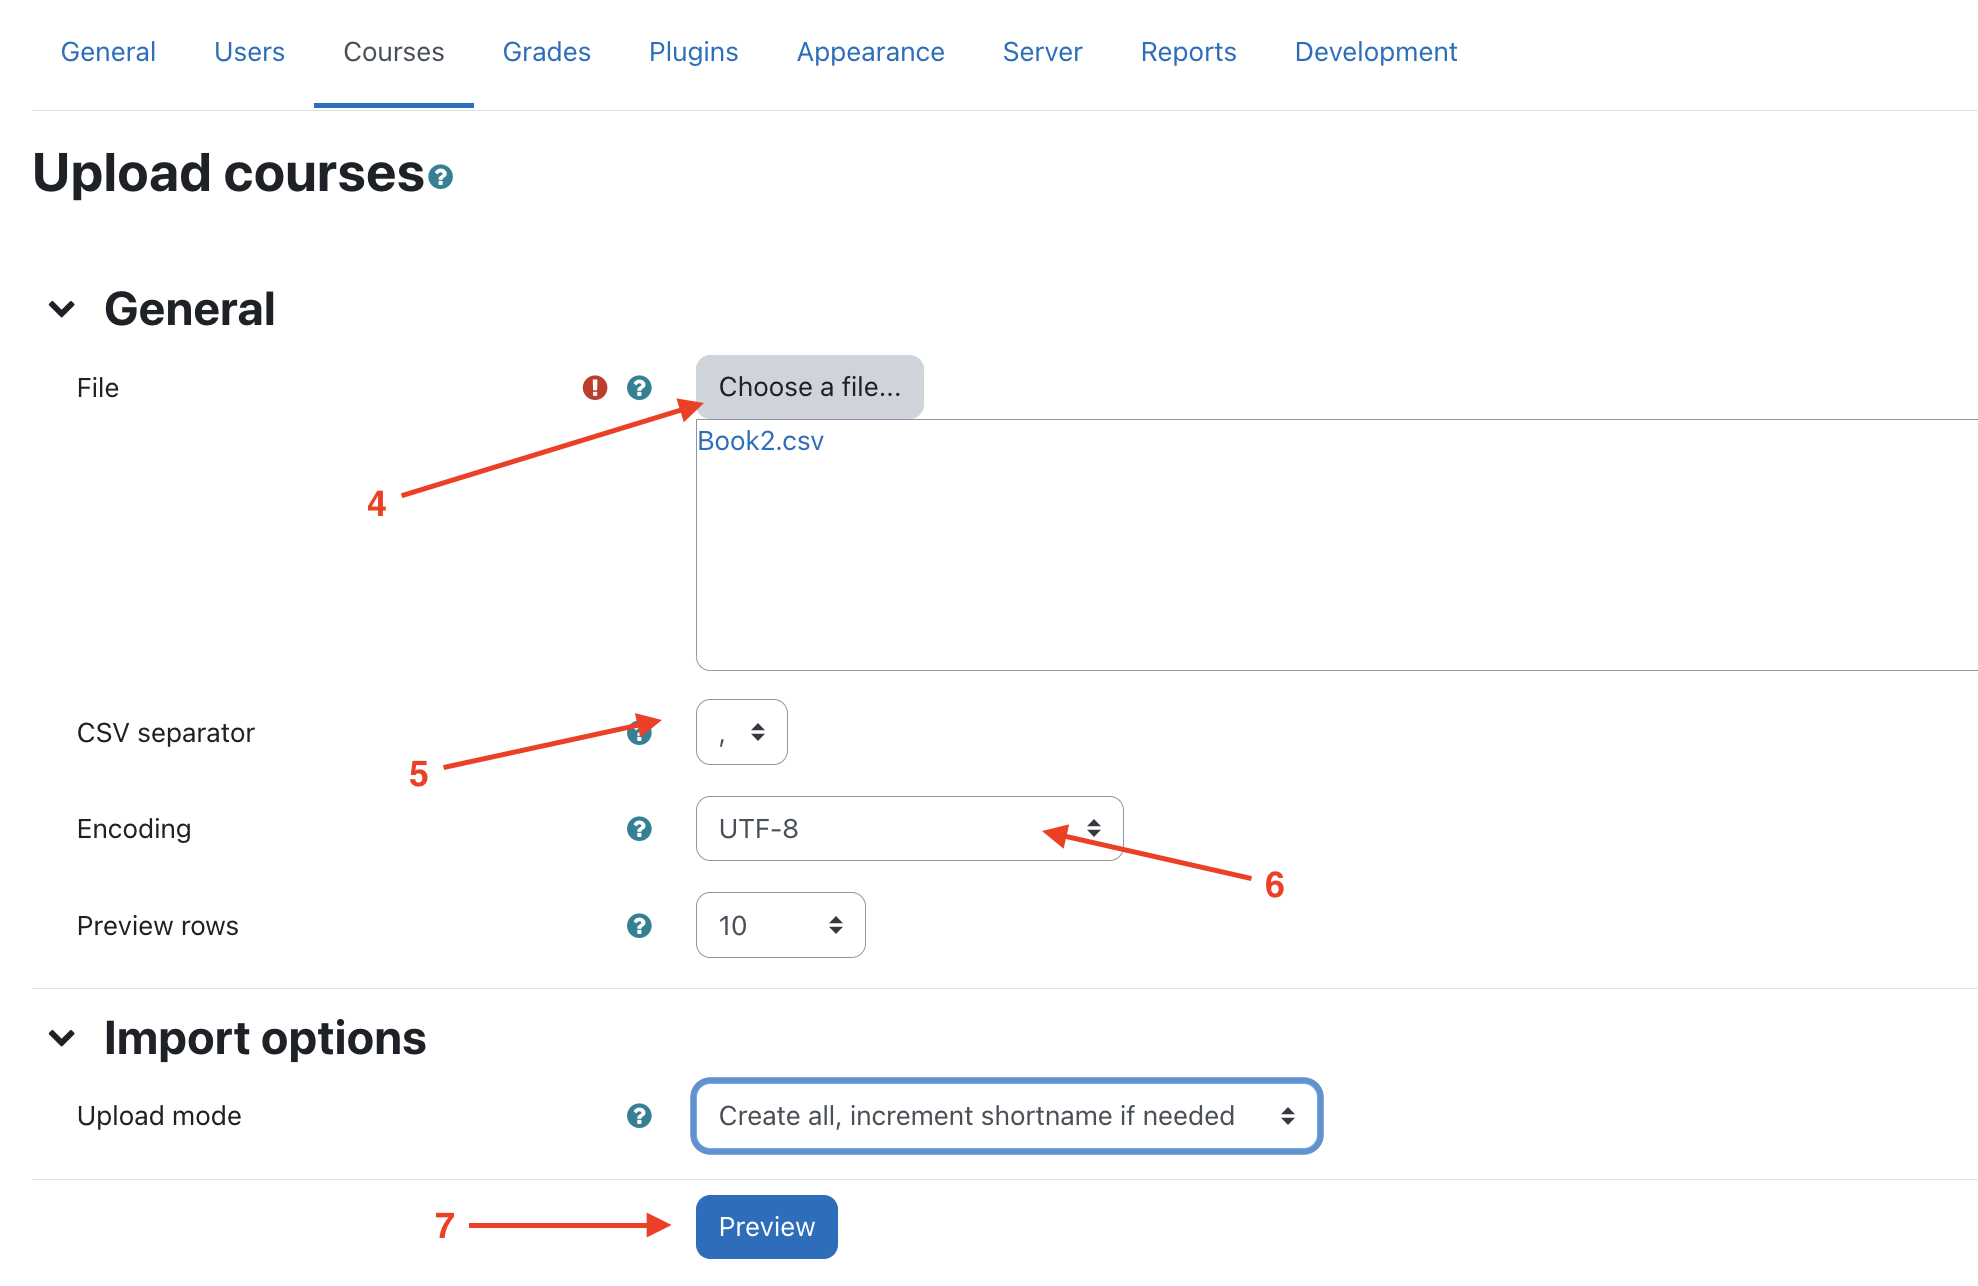 General Users Courses Grades Plugins Appearance Server Reports Development
Upload courses
General
File
Choose a file...
Book2.csv
4
CSV separator
,
5
Encoding
UTF-8
6
Preview rows
10
Import options
Upload mode
Create all, increment shortname if needed
7
Preview